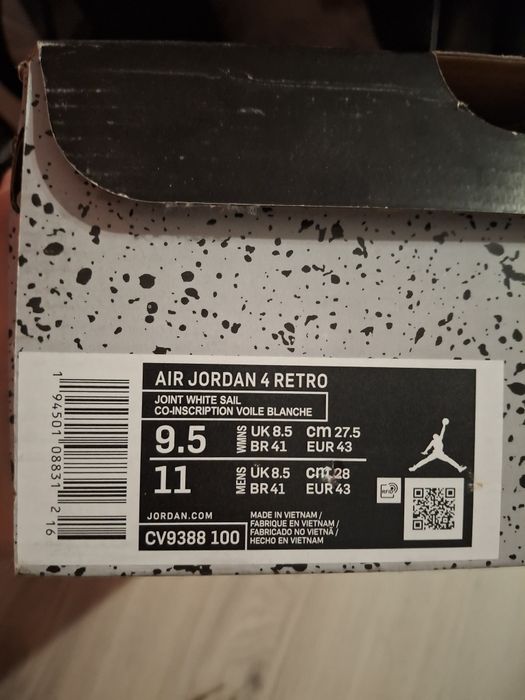 AIR JORDAN 4 RETRO
JOINT WHITE SAIL
CO-INSCRIPTION VOILE BLANCHE
9.5 WMNS UK 8.5 cm 27.5
BR 41 EUR 43
11 MENS UK 8.5 cm 28
BR 41 EUR 43
RFID
JORDAN.COM
CV9388 100
MADE IN VIETNAM /
FABRIQUE EN VIETNAM /
FABRICADO NO VIETNÃ /
HECHO EN VIETNAM
1 94501 08831 2 16